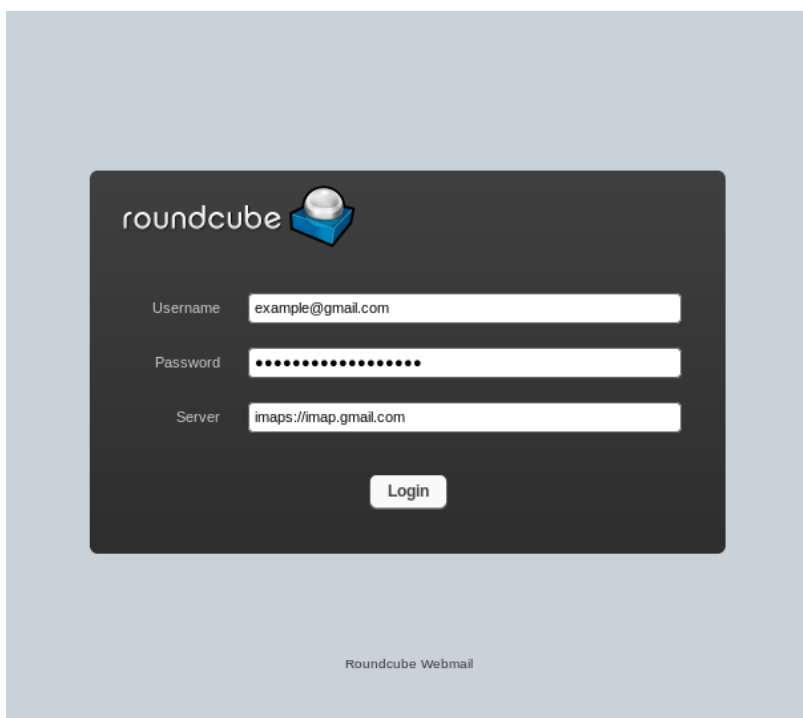 roundcube
Username example@gmail.com
Password ••••••••••••••••••
Server imaps://imap.gmail.com
Login
Roundcube Webmail